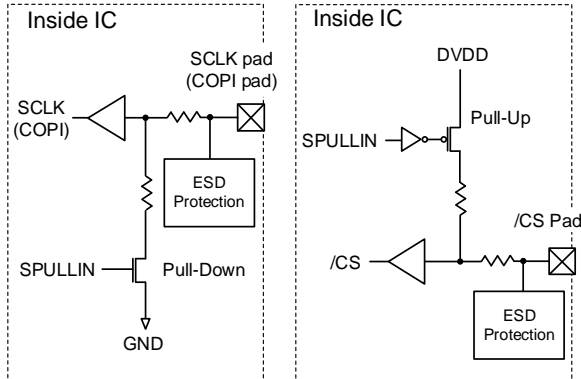 Inside IC
SCLK pad
(COPI pad)
SCLK
(COPI)
ESD
Protection
SPULLIN
Pull-Down
GND
Inside IC
DVDD
Pull-Up
SPULLIN
/CS Pad
/CS
ESD
Protection